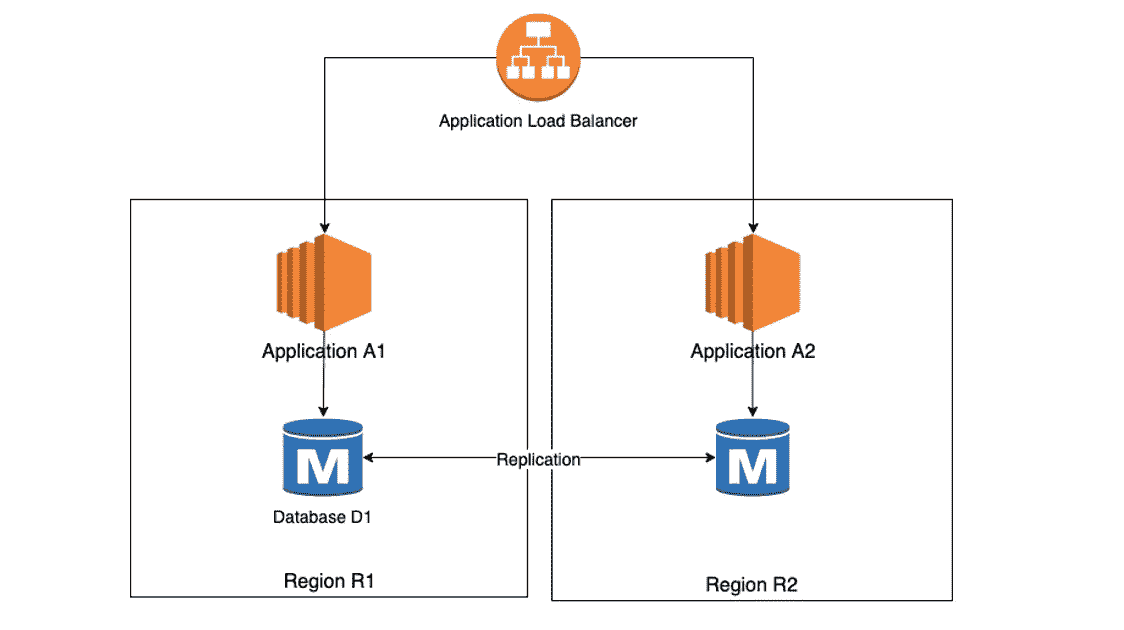 Application Load Balancer
Application A1
Application A2
M
M
Replication
Database D1
Region R1
Region R2